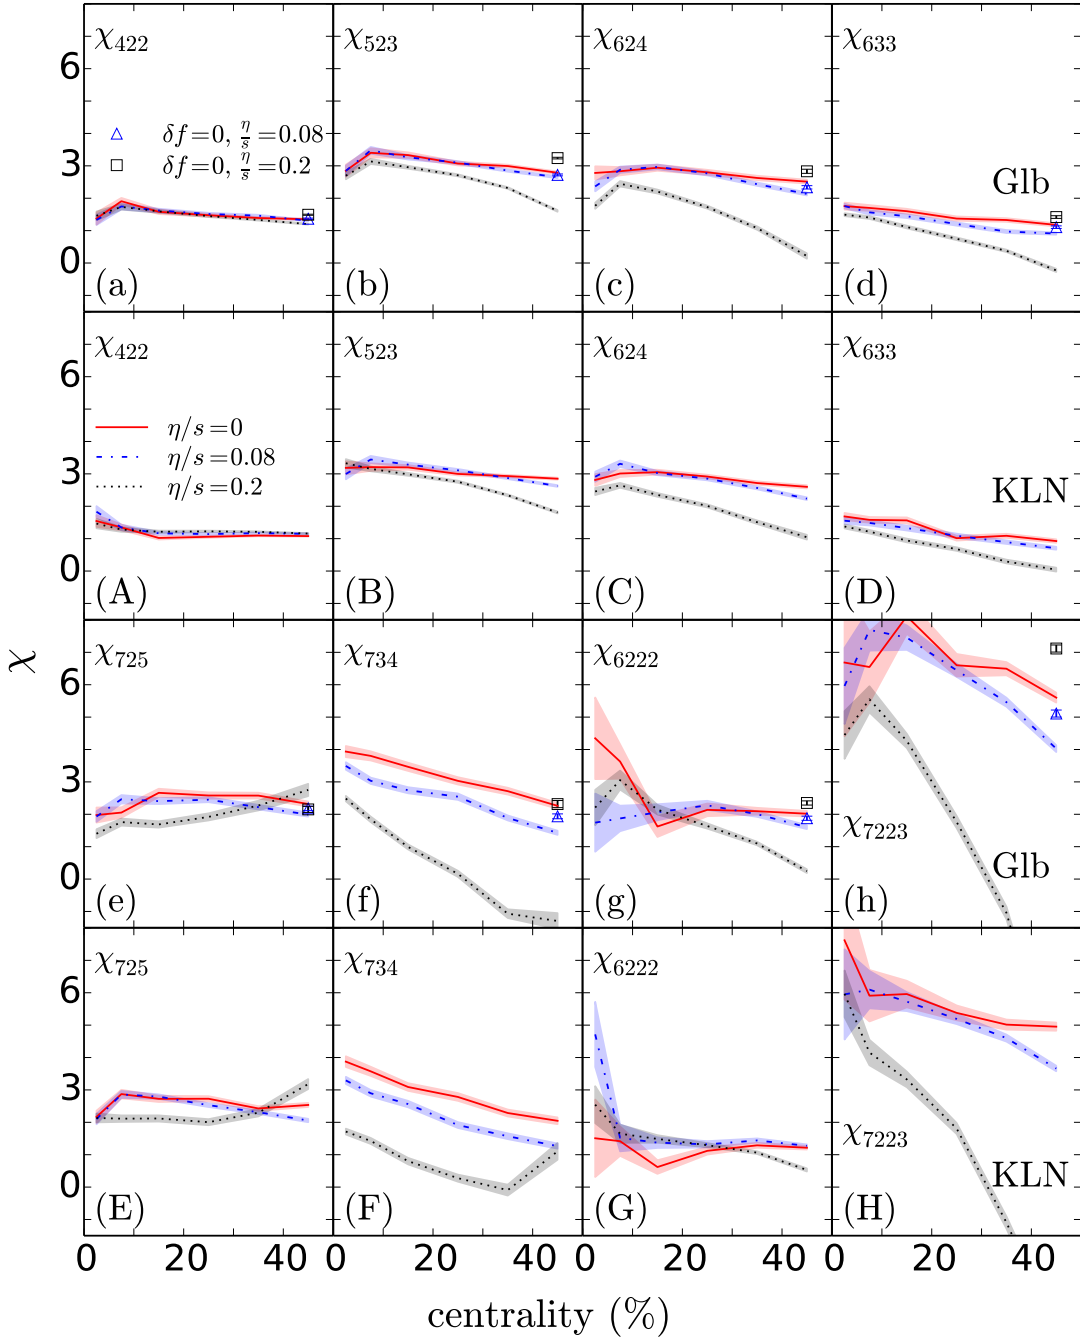 χ422
χ523
χ624
χ633
6
δf=0, η/s=0.08
δf=0, η/s=0.2
3
Glb
0
(a)
(b)
(c)
(d)
χ422
χ523
χ624
χ633
6
η/s=0
η/s=0.08
η/s=0.2
3
KLN
0
(A)
(B)
(C)
(D)
χ
χ725
χ734
χ6222
6
3
χ7223
Glb
0
(e)
(f)
(g)
(h)
χ725
χ734
χ6222
6
3
χ7223
KLN
0
(E)
(F)
(G)
(H)
0 20 40 0 20 40 0 20 40 0 20 40
centrality (%)